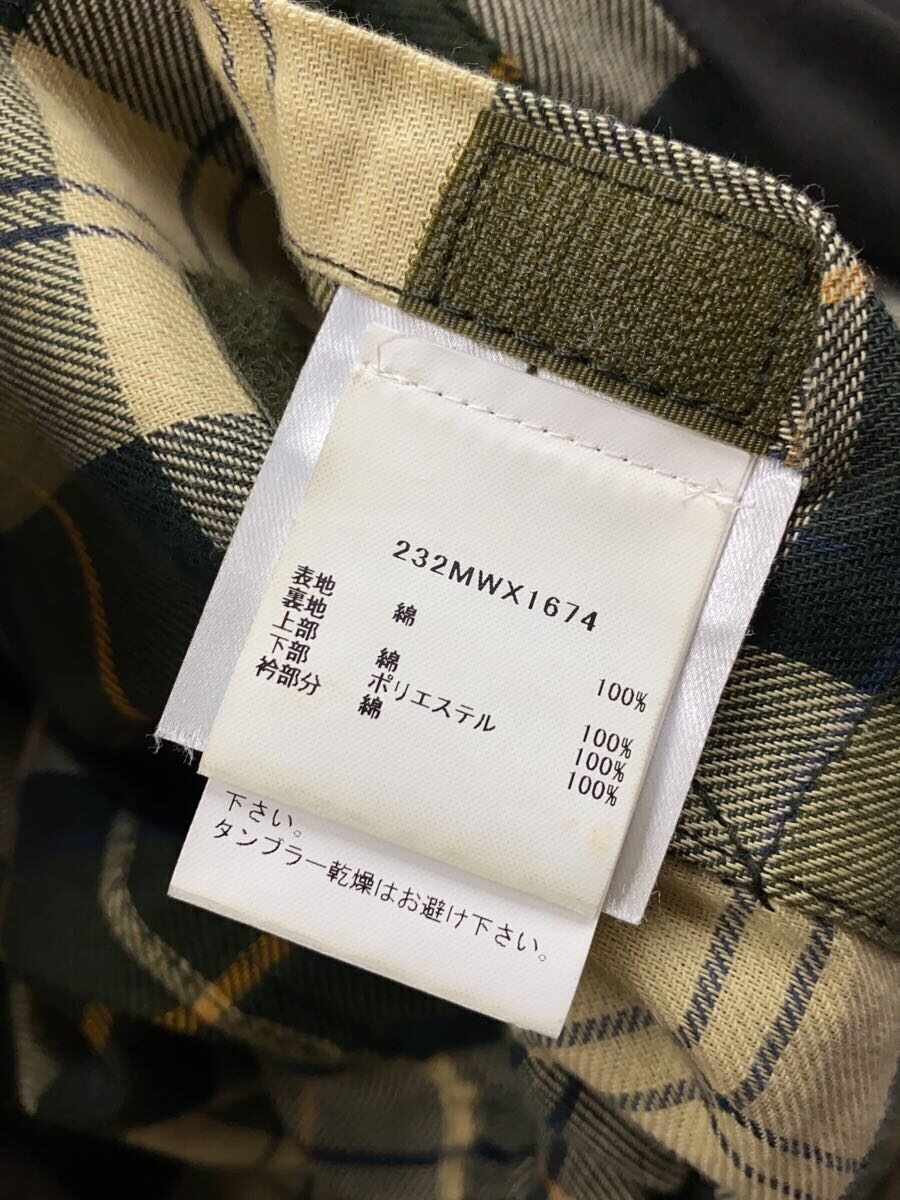 232MWX1674
表地
綿 100%
裏地
上部 綿 100%
下部 ポリエステル 100%
衿部分 綿 100%
下さい。
タンブラー乾燥はお避け下さい。